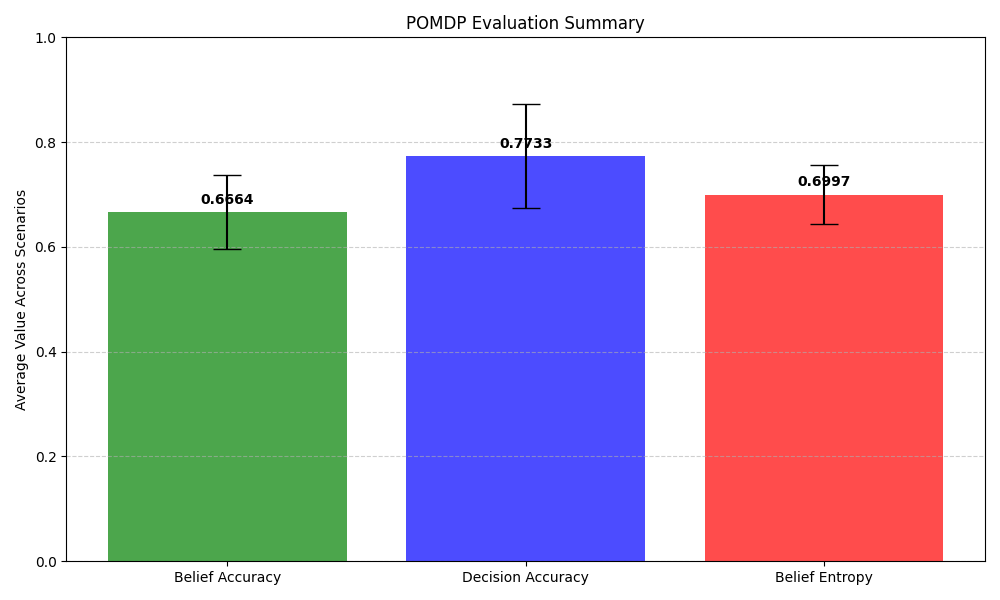 POMDP Evaluation Summary
Average Value Across Scenarios
1.0
0.8
0.6
0.4
0.2
0.0
0.6664
0.7733
0.6997
Belief Accuracy
Decision Accuracy
Belief Entropy